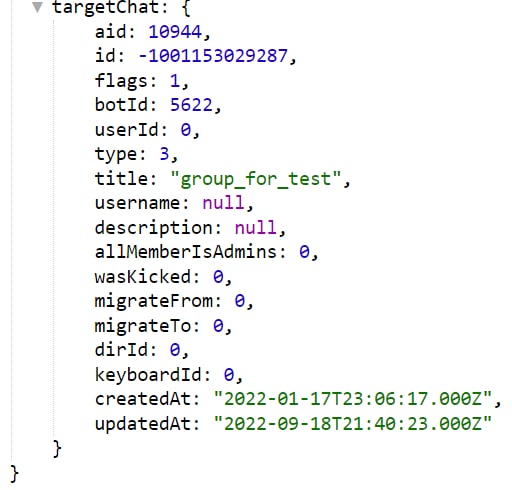 targetChat: {
aid: 10944,
id: -1001153029287,
flags: 1,
botId: 5622,
userId: 0,
type: 3,
title: "group_for_test",
username: null,
description: null,
allMemberIsAdmins: 0,
wasKicked: 0,
migrateFrom: 0,
migrateTo: 0,
dirId: 0,
keyboardId: 0,
createdAt: "2022-01-17T23:06:17.000Z",
updatedAt: "2022-09-18T21:40:23.000Z"
}
}